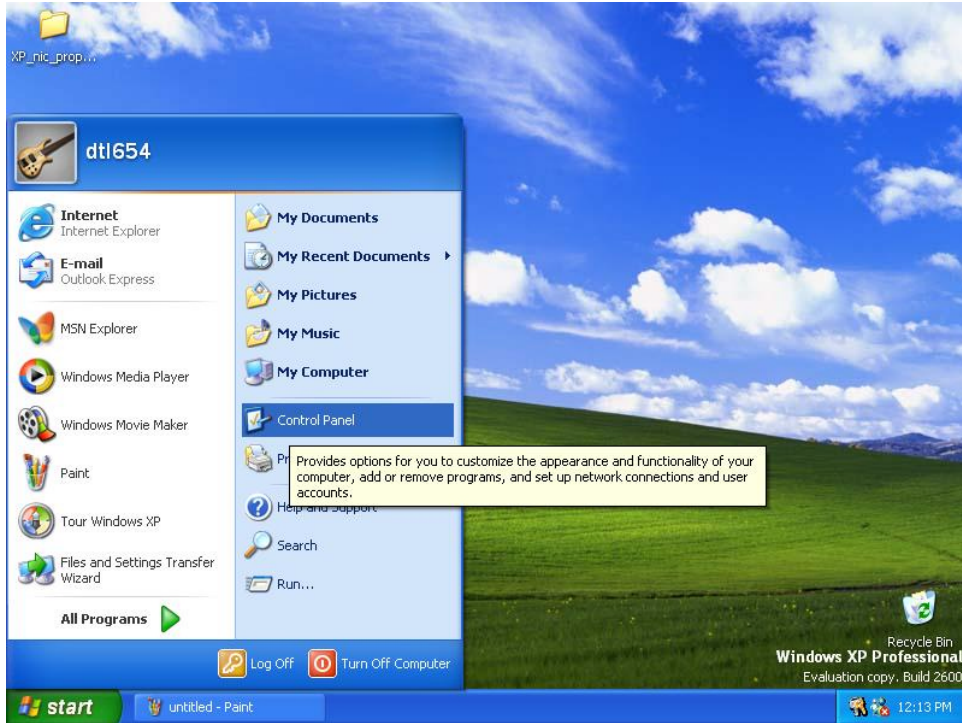 XP_nic_prop...
dtl654
Internet
Internet Explorer
E-mail
Outlook Express
MSN Explorer
Windows Media Player
Windows Movie Maker
Paint
Tour Windows XP
Files and Settings Transfer
Wizard
All Programs
My Documents
My Recent Documents
My Pictures
My Music
My Computer
Control Panel
Pr
Provides options for you to customize the appearance and functionality of your
computer, add or remove programs, and set up network connections and user
accounts.
Help and Support
Search
Run...
Log Off
Turn Off Computer
Recycle Bin
Windows XP Professional
Evaluation copy. Build 2600
start
untitled - Paint
12:13 PM